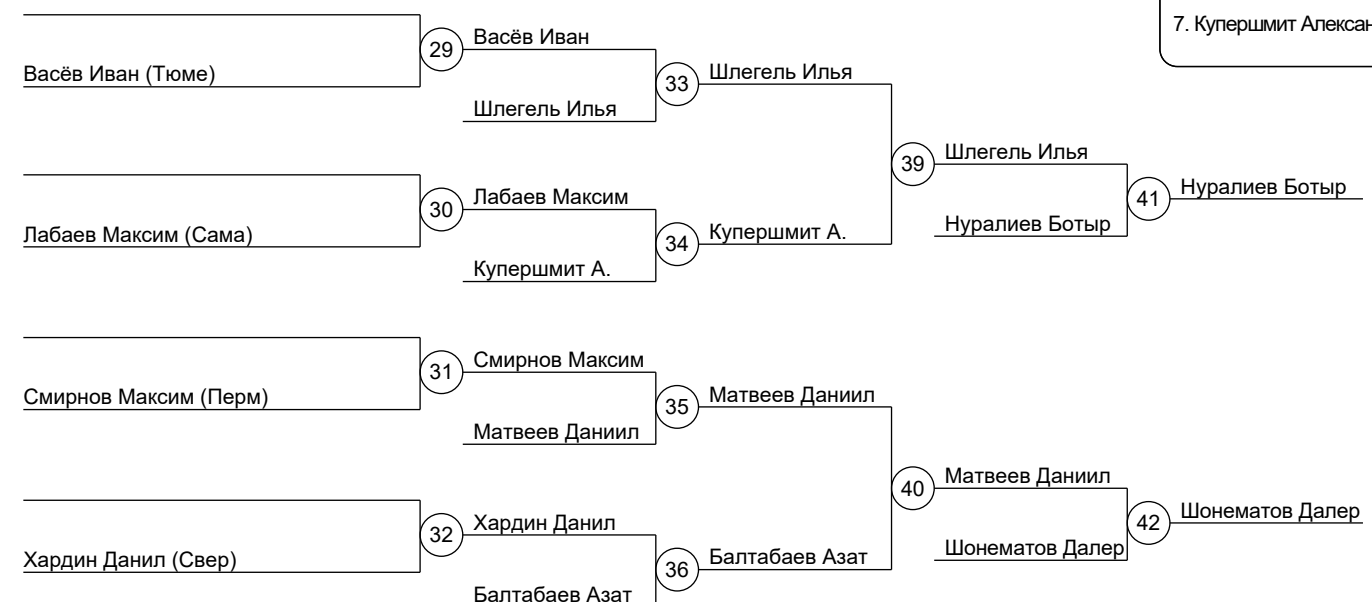 7. Купершмит Алексан
29
Васёв Иван
Васёв Иван (Тюме)
33
Шлегель Илья
Шлегель Илья
39
Шлегель Илья
30
Лабаев Максим
Лабаев Максим (Сама)
34
Купершмит А.
Купершмит А.
41
Нуралиев Ботыр
Нуралиев Ботыр
31
Смирнов Максим
Смирнов Максим (Перм)
35
Матвеев Даниил
Матвеев Даниил
40
Матвеев Даниил
32
Хардин Данил
Хардин Данил (Свер)
36
Балтабаев Азат
Балтабаев Азат
42
Шонематов Далер
Шонематов Далер